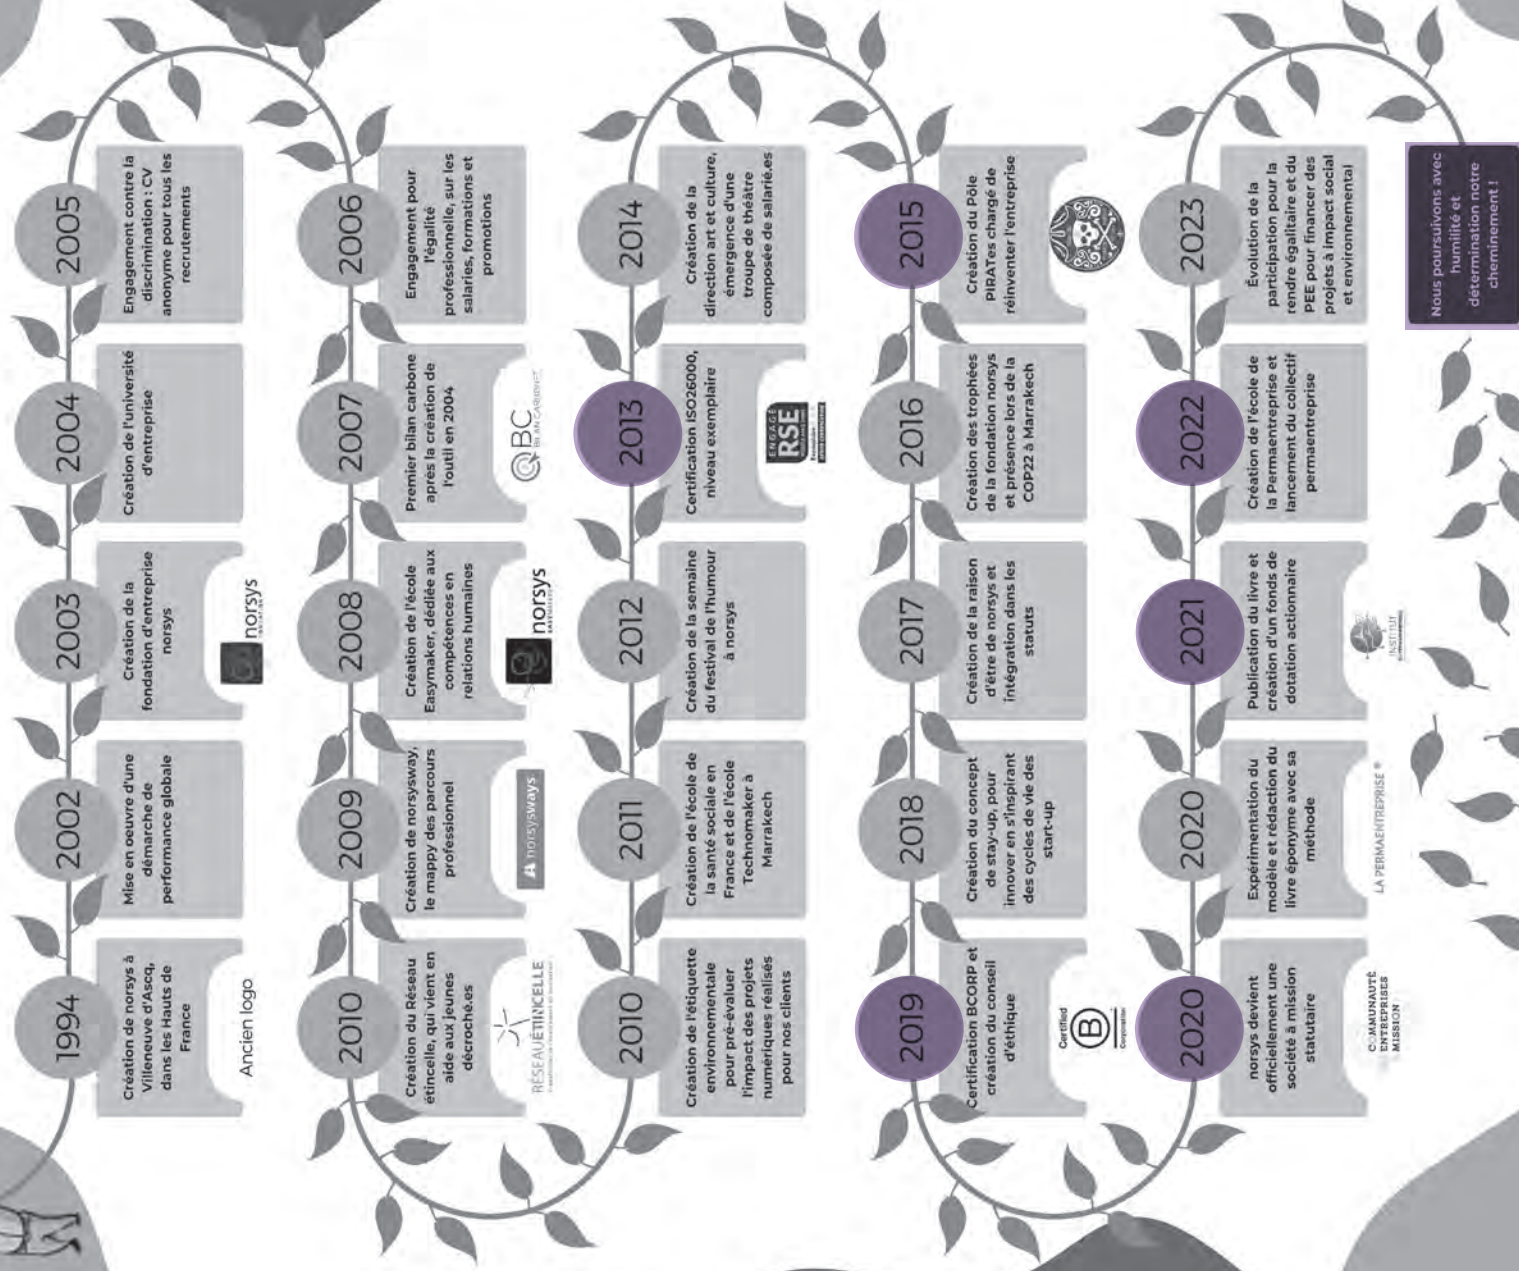 1994
Création de norsys à
Villeneuve d'Ascq,
dans les Hauts de
France
Ancien logo
2002
Mise en oeuvre d'une
démarche de
performance globale
2003
Création de la
fondation d'entreprise
norsys
norsys
2004
Création de l'université
d'entreprise
2005
Engagement contre la
discrimination : CV
anonyme pour tous les
recrutements
2006
Engagement pour
l'égalité
professionnelle, sur les
salaries, formations et
promotions
2007
Premier bilan carbone
après la création de
l'outil en 2004
BC
BILAN CARBONE
2008
Création de l'école
Easymaker, dédiée aux
compétences en
relations humaines
norsys
EASYMAKERS
2009
Création de norsysway,
le mappy des parcours
professionnel
norsysways
2010
Création du Réseau
étincelle, qui vient en
aide aux jeunes
décroché.es
RÉSEAUÉTINCELLE
2010
Création de l'étiquette
environnementale
pour pré-évaluer
l'impact des projets
numériques réalisés
pour nos clients
2011
Création de l'école de
la santé sociale en
France et de l'école
Technomaker à
Marrakech
2012
Création de la semaine
du festival de l'humour
à norsys
2013
Certification ISO26000,
niveau exemplaire
ENGAGÉ
RSE
2014
Création de la
direction art et culture,
émergence d'une
troupe de théâtre
composée de salarié.es
2015
Création du Pôle
PIRATes chargé de
réinventer l'entreprise
2016
Création des trophées
de la fondation norsys
et présence lors de la
COP22 à Marrakech
2017
Création de la raison
d'être de norsys et
intégration dans les
statuts
2018
Création du concept
de stay-up, pour
innover en s'inspirant
des cycles de vie des
start-up
2019
Certification BCORP et
création du conseil
d'éthique
Certified
B
Corporation
2020
norsys devient
officiellement une
société à mission
statutaire
COMMUNAUTÉ
ENTREPRISES
MISSION
2020
Expérimentation du
modèle et rédaction du
livre éponyme avec sa
méthode
LA PERMAENTREPRISE ®
2021
Publication du livre et
création d'un fonds de
dotation actionnaire
INSTITUT
2022
Création de l'école de
la Permaentreprise et
lancement du collectif
permaentreprise
2023
Évolution de la
participation pour la
rendre égalitaire et du
PEE pour financer des
projets à impact social
et environnemental
Nous poursuivons avec
humilité et
détermination notre
cheminement !